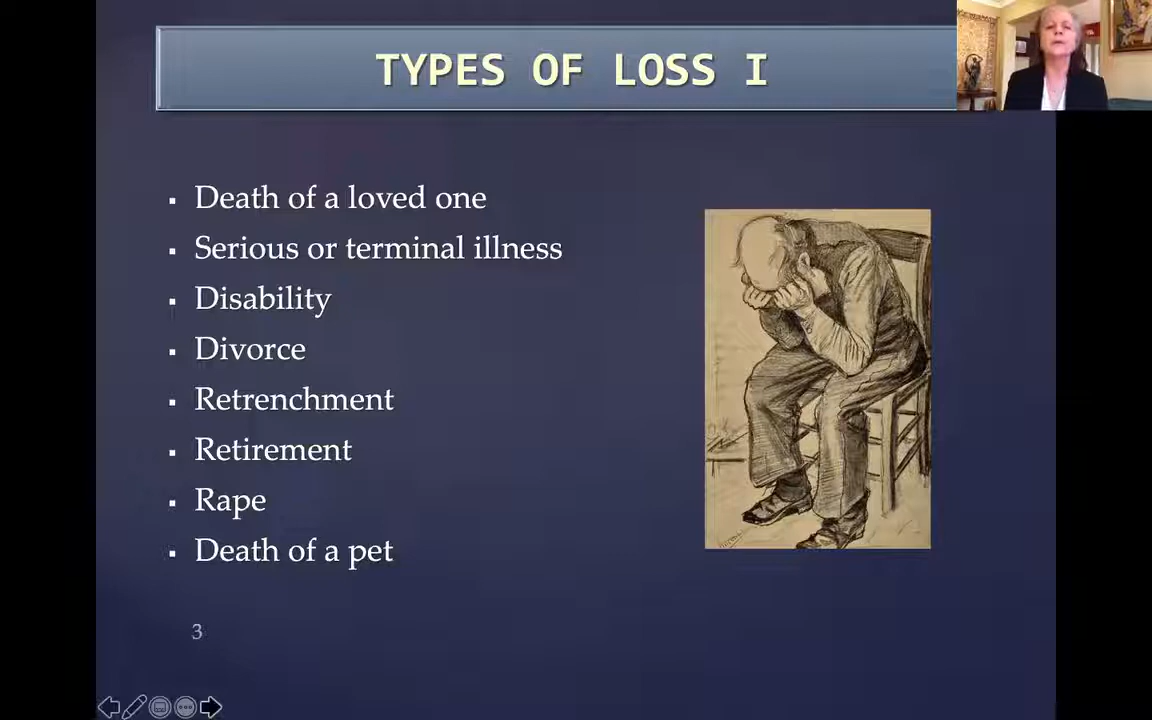 TYPES OF LOSS I
▪ Death of a loved one
▪ Serious or terminal illness
▪ Disability
▪ Divorce
▪ Retrenchment
▪ Retirement
▪ Rape
▪ Death of a pet
3